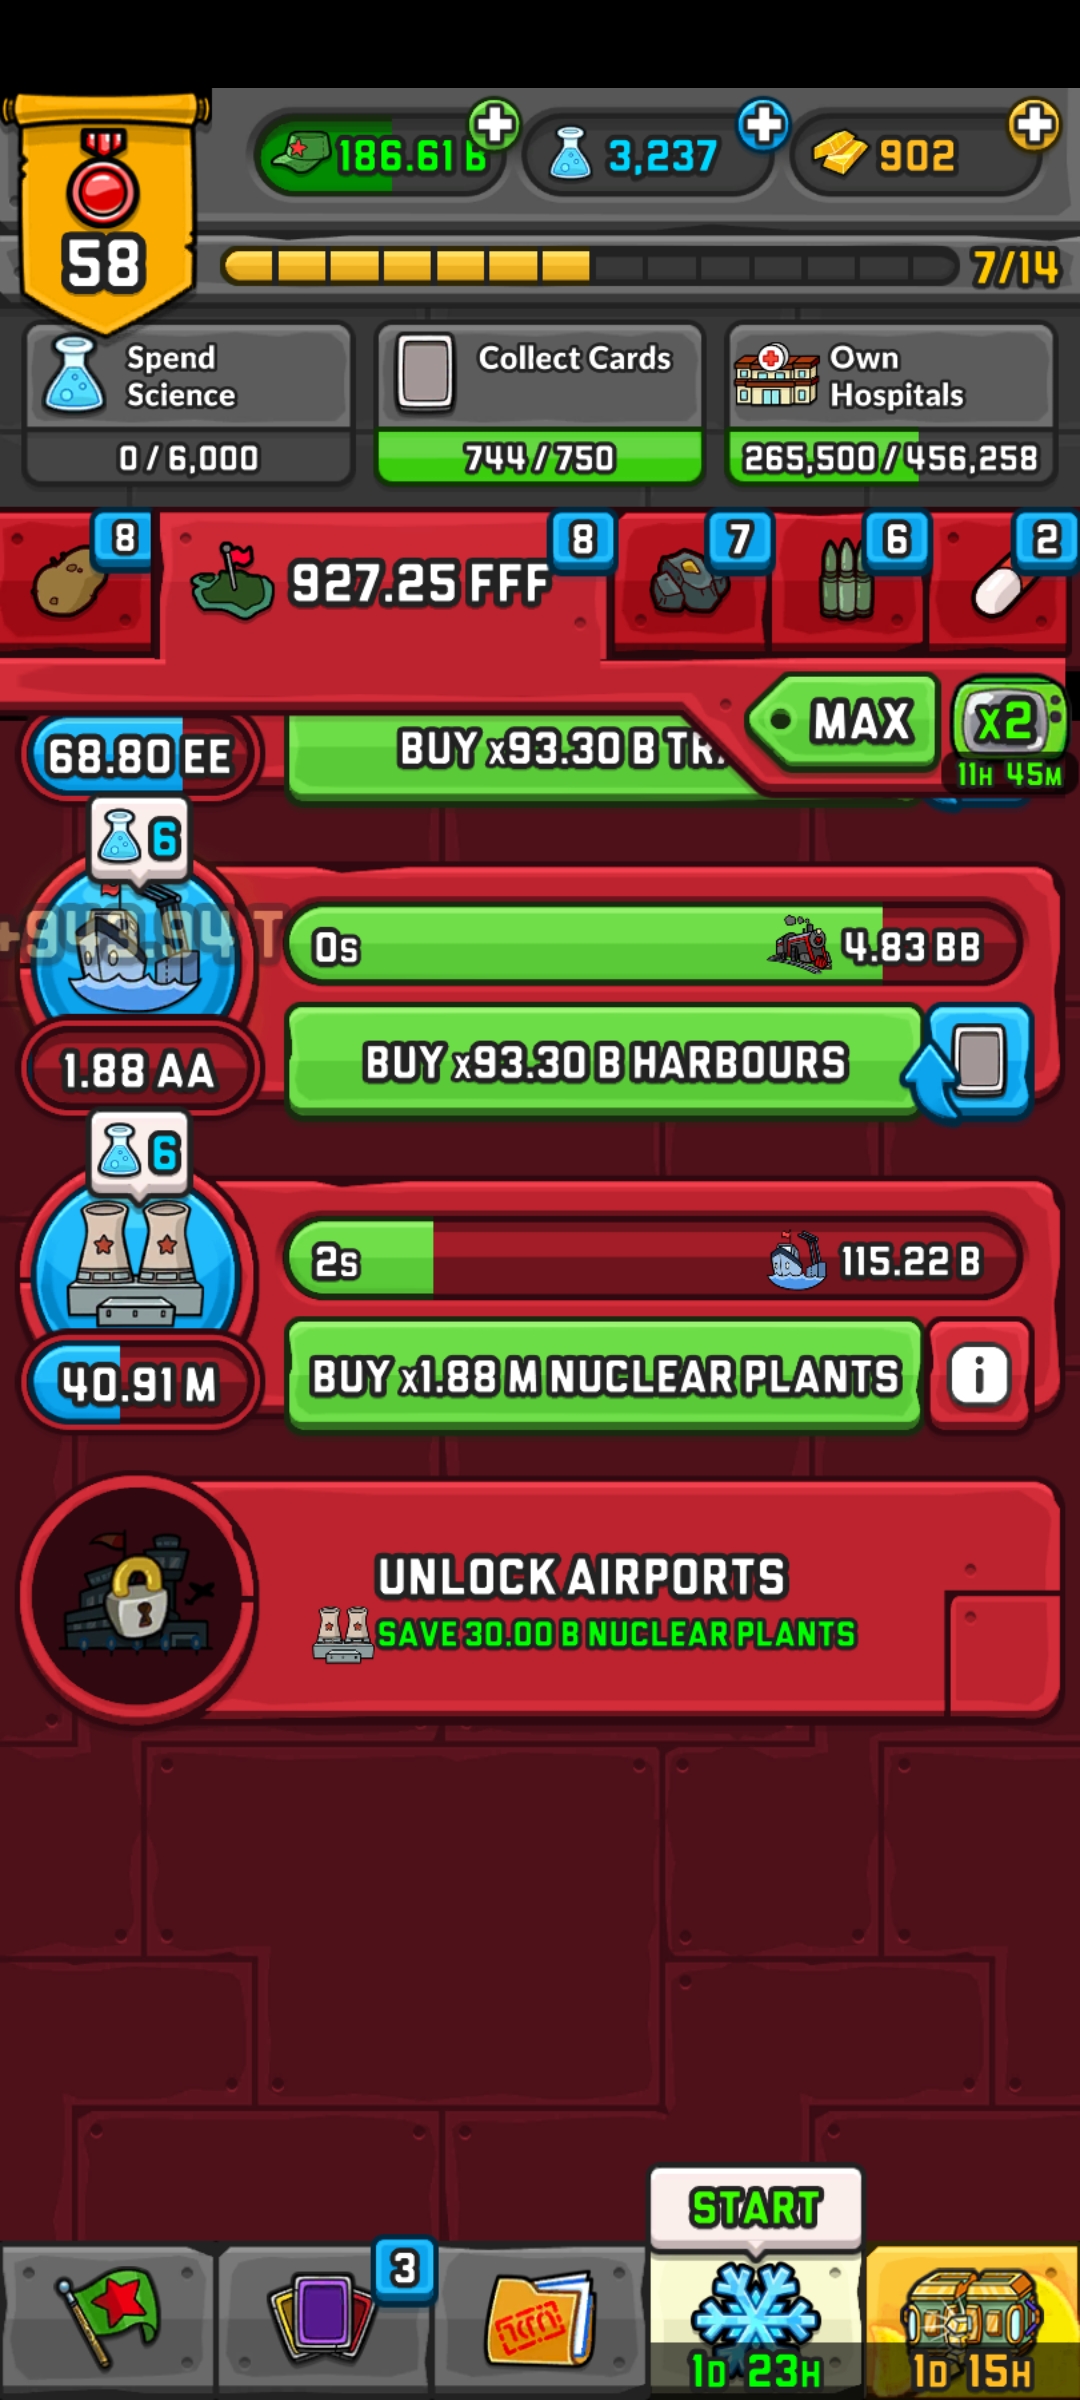 58
186.61 B
3,237
902
7/14
Spend
Science
0 / 6,000
Collect Cards
744 / 750
Own
Hospitals
265,500 / 456,258
8
927.25 FFF
8
7
6
2
MAX
x2
11H 45M
68.80 EE
BUY x93.30 B
6
+943.94 T
0s
4.83 BB
1.88 AA
BUY x93.30 B HARBOURS
6
2s
115.22 B
40.91 M
BUY x1.88 M NUCLEAR PLANTS
i
UNLOCK AIRPORTS
SAVE 30.00 B NUCLEAR PLANTS
START
3
1D 23H
1D 15H